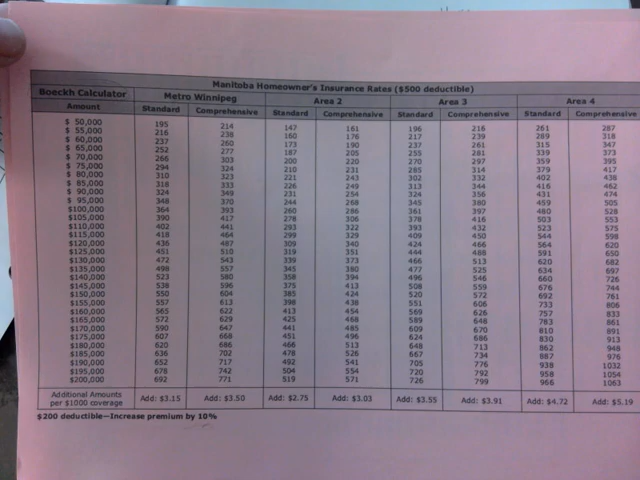 Manitoba Homeowner's Insurance Rates ($500 deductible)
Boeckh Calculator Metro Winnipeg Area 2 Area 3 Area 4
Amount Standard Comprehensive Standard Comprehensive Standard Comprehensive Standard Comprehensive
$ 50,000 195 214 147 161 196 216 261 287
$ 55,000 216 238 160 176 217 239 289 318
$ 60,000 237 260 173 190 237 261 315 347
$ 65,000 252 277 187 205 255 281 339 373
$ 70,000 266 303 200 220 270 297 359 395
$ 75,000 294 324 210 231 285 314 379 417
$ 80,000 310 323 221 243 302 332 402 438
$ 85,000 318 333 226 249 313 344 416 462
$ 90,000 324 349 231 254 324 356 431 474
$ 95,000 348 370 244 268 345 380 459 505
$100,000 364 393 260 286 361 397 480 528
$105,000 390 417 278 306 378 416 503 553
$110,000 402 441 293 322 393 432 523 575
$115,000 418 464 299 329 409 450 544 598
$120,000 436 487 309 340 424 466 564 620
$125,000 451 510 319 351 444 488 591 650
$130,000 472 543 339 373 466 513 620 682
$135,000 498 557 345 380 477 525 634 697
$140,000 523 580 358 394 496 546 660 726
$145,000 538 596 375 413 508 559 676 744
$150,000 550 604 385 424 520 572 692 761
$155,000 557 613 398 438 551 606 733 806
$160,000 565 622 413 454 569 626 757 833
$165,000 572 629 425 468 589 648 783 861
$170,000 590 647 441 485 609 670 810 891
$175,000 607 668 451 496 624 686 830 913
$180,000 620 686 466 513 648 713 862 948
$185,000 636 702 478 526 667 734 887 976
$190,000 652 717 492 541 705 776 938 1032
$195,000 678 742 504 554 720 792 958 1054
$200,000 692 771 519 571 726 799 966 1063
Additional Amounts
per $1000 coverage Add: $3.15 Add: $3.50 Add: $2.75 Add: $3.03 Add: $3.55 Add: $3.91 Add: $4.72 Add: $5.19
$200 deductible—Increase premium by 10%